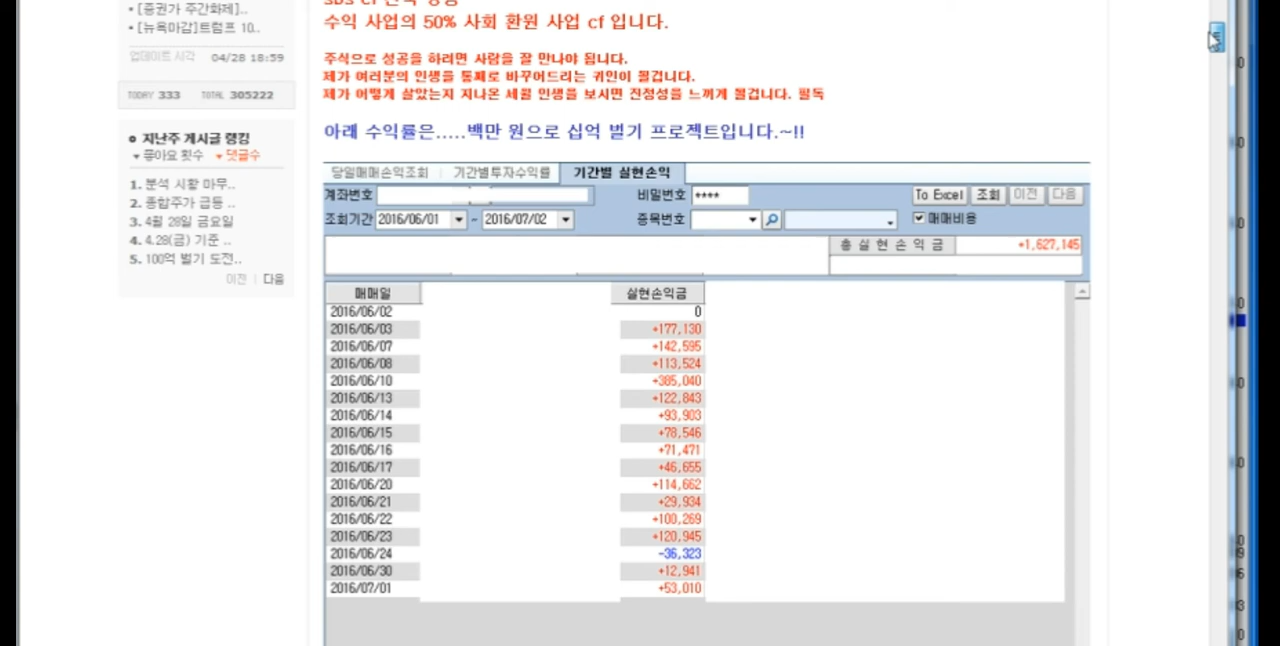 • [증권가 주간화제]..
• [뉴욕마감]트럼프 10..
업데이트 시각 04/28 18:59
TODAY 333 TOTAL 305222
지난주 게시글 랭킹
좋아요 횟수 댓글수
1. 분석 시황 마무..
2. 종합주가 급등 ..
3. 4월 28일 금요일
4. 4.28(금) 기준 ..
5. 100억 벌기 도전..
이전 | 다음
수익 사업의 50% 사회 환원 사업 cf 입니다.
주식으로 성공을 하려면 사람을 잘 만나야 됩니다.
제가 여러분의 인생을 통째로 바꾸어드리는 귀인이 될겁니다.
제가 어떻게 살았는지 지나온 세월 인생을 보시면 진정성을 느끼게 될겁니다. 필독
아래 수익률은.....백만 원으로 십억 벌기 프로젝트입니다.~!!
당일매매손익조회 기간별투자수익률 기간별 실현손익
계좌번호 비밀번호 **** To Excel 조회 이전 다음
조회기간 2016/06/01 - 2016/07/02 종목번호 매매비용
총 실 현 손 익 금 +1,627,145
매매일 실현손익금
2016/06/02 0
2016/06/03 +177,130
2016/06/07 +142,595
2016/06/08 +113,524
2016/06/10 +385,040
2016/06/13 +122,843
2016/06/14 +93,903
2016/06/15 +78,546
2016/06/16 +71,471
2016/06/17 +46,655
2016/06/20 +114,662
2016/06/21 +29,934
2016/06/22 +100,269
2016/06/23 +120,945
2016/06/24 -36,323
2016/06/30 +12,941
2016/07/01 +53,010